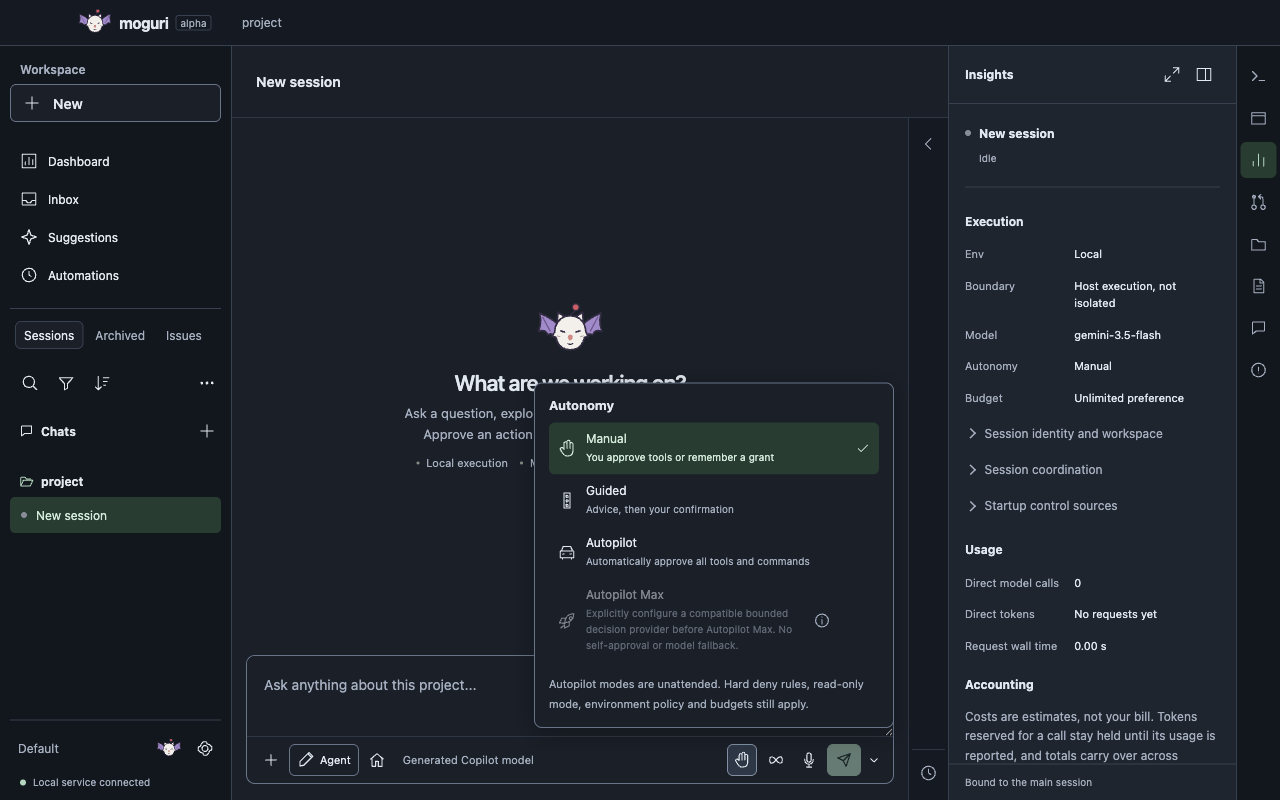 moguri
alpha
project
Workspace
New
Dashboard
Inbox
Suggestions
Automations
Sessions
Archived
Issues
Chats
project
New session
Default
Local service connected
New session
What are we working on?
Ask a question, explo
Approve an action
Local execution
Autonomy
Manual
You approve tools or remember a grant
Guided
Advice, then your confirmation
Autopilot
Automatically approve all tools and commands
Autopilot Max
Explicitly configure a compatible bounded
decision provider before Autopilot Max. No
self-approval or model fallback.
Autopilot modes are unattended. Hard deny rules, read-only
mode, environment policy and budgets still apply.
Ask anything about this project...
Agent
Generated Copilot model
Insights
New session
Idle
Execution
Env
Local
Boundary
Host execution, not
isolated
Model
gemini-3.5-flash
Autonomy
Manual
Budget
Unlimited preference
Session identity and workspace
Session coordination
Startup control sources
Usage
Direct model calls
0
Direct tokens
No requests yet
Request wall time
0.00 s
Accounting
Costs are estimates, not your bill. Tokens
reserved for a call stay held until its usage is
reported, and totals carry over across
Bound to the main session